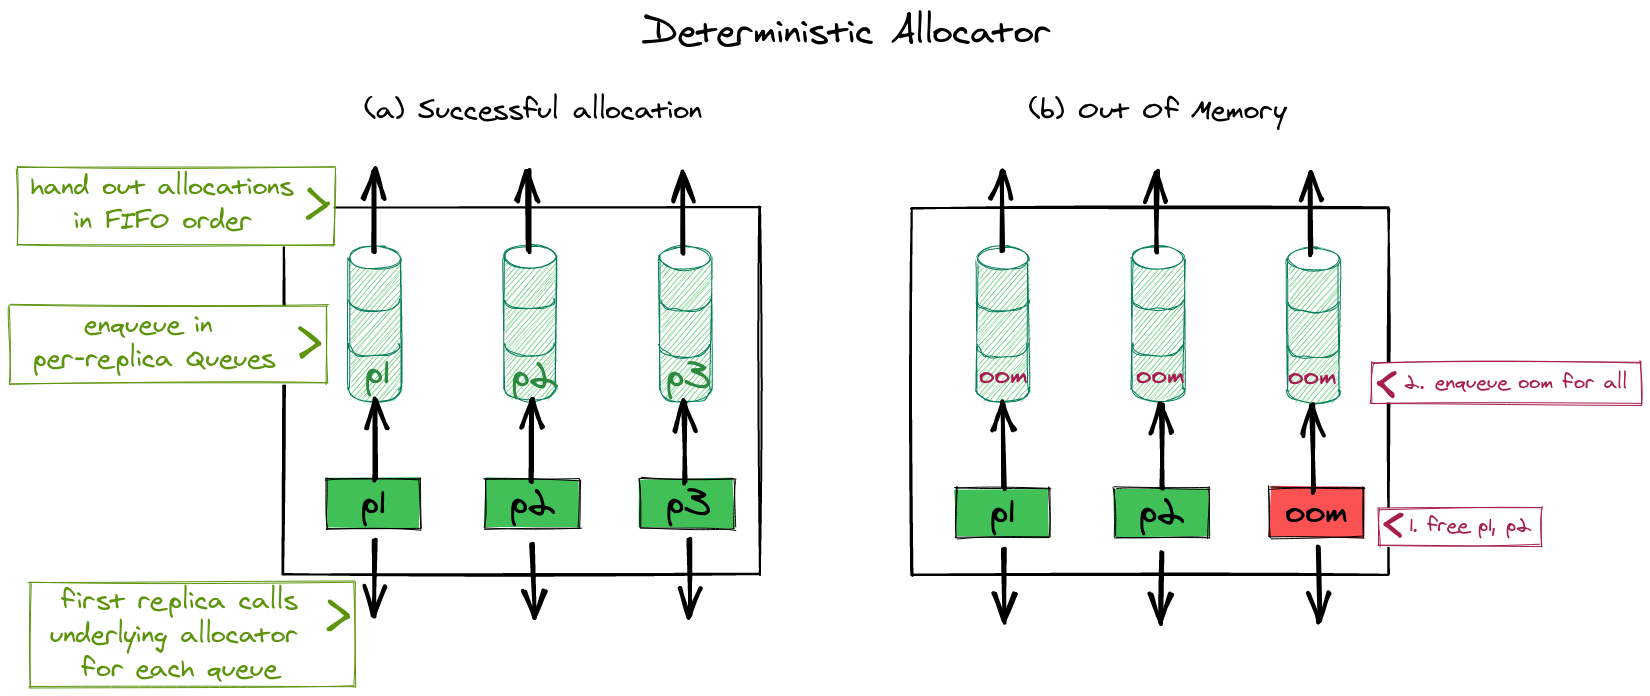 Deterministic Allocator
(a) Successful allocation
(b) Out Of Memory
hand out allocations
in FIFO order
enqueue in
per-replica Queues
p1
p2
p3
p1
p2
p3
first replica calls
underlying allocator
for each queue
oom
oom
oom
2. enqueue oom for all
p1
p2
oom
1. free p1, p2